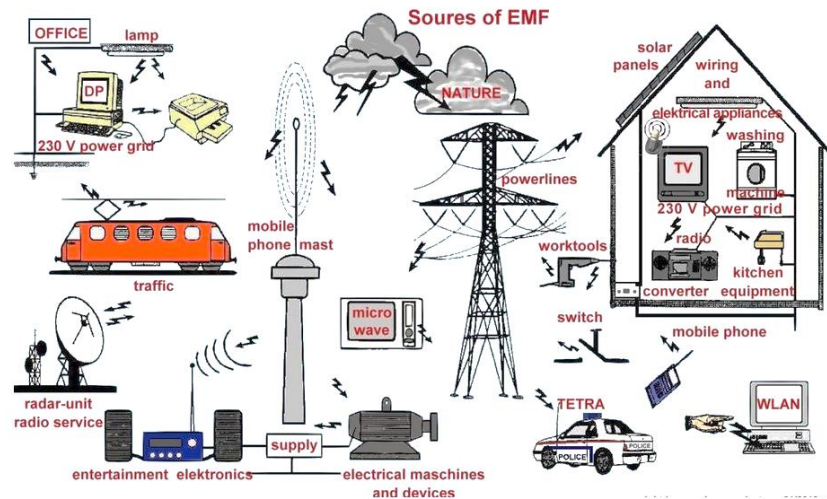 Soures of EMF
OFFICE
lamp
DP
230 V power grid
NATURE
solar
panels
wiring
and
elektrical appliances
washing
machine
TV
230 V power grid
radio
converter
kitchen
equipment
powerlines
mobile
phone mast
traffic
worktools
micro
wave
switch
mobile phone
radar-unit
radio service
TETRA
POLICE
POLICE
WLAN
supply
entertainment elektronics
electrical maschines
and devices